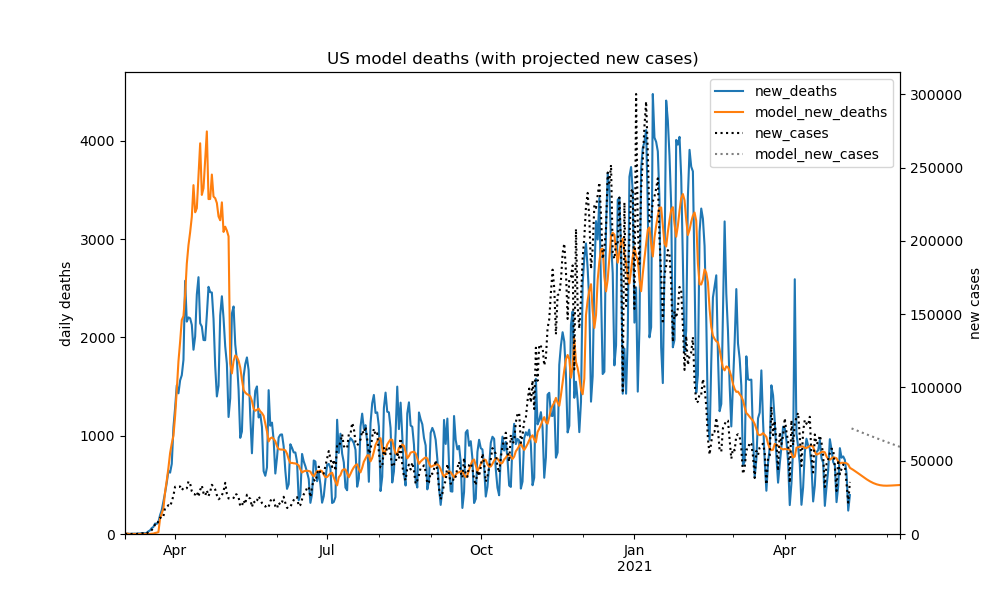 US model deaths (with projected new cases)
new_deaths
model_new_deaths
new_cases
model_new_cases
daily deaths
4000
3000
2000
1000
0
300000
250000
200000
150000
100000
50000
0
new cases
Apr
Jul
Oct
Jan
2021
Apr